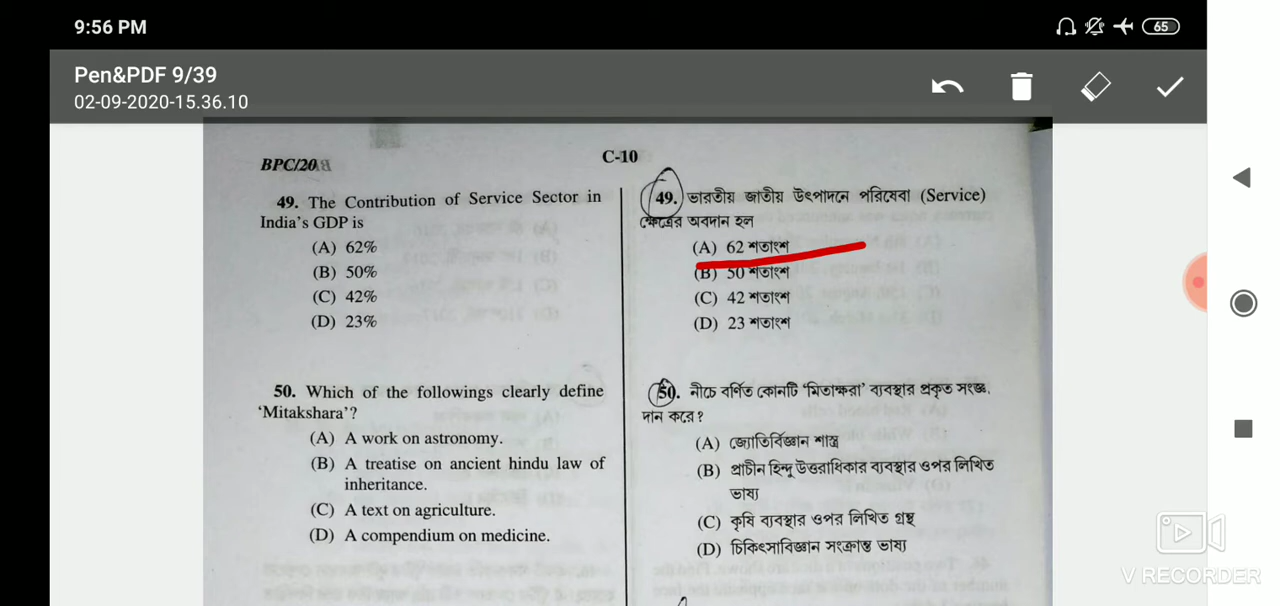 9:56 PM
65
Pen&PDF 9/39
02-09-2020-15.36.10
BPC/20
C-10
49. The Contribution of Service Sector in
India's GDP is
(A) 62%
(B) 50%
(C) 42%
(D) 23%
50. Which of the followings clearly define
'Mitakshara'?
(A) A work on astronomy.
(B) A treatise on ancient hindu law of
inheritance.
(C) A text on agriculture.
(D) A compendium on medicine.
49. ভারতীয় জাতীয় উৎপাদনে পরিষেবা (Service)
ক্ষেত্রের অবদান হল
(A) 62 শতাংশ
(B) 50 শতাংশ
(C) 42 শতাংশ
(D) 23 শতাংশ
50. নীচে বর্ণিত কোনটি 'মিতাক্ষরা' ব্যবস্থার প্রকৃত সংজ্ঞ
দান করে?
(A) জ্যোতির্বিজ্ঞান শাস্ত্র
(B) প্রাচীন হিন্দু উত্তরাধিকার ব্যবস্থার ওপর লিখিত
ভাষ্য
(C) কৃষি ব্যবস্থার ওপর লিখিত গ্রন্থ
(D) চিকিৎসাবিজ্ঞান সংক্রান্ত ভাষ্য
V RECORDER